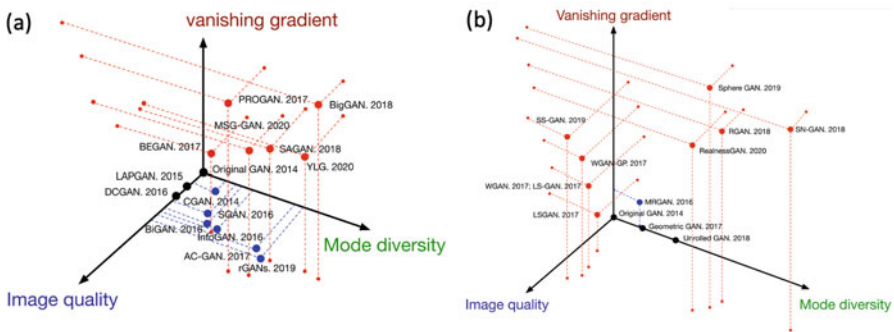 (a)
vanishing gradient
PROGAN. 2017
BigGAN. 2018
MSG-GAN. 2020
BEGAN. 2017
SAGAN. 2018
YLG. 2020
Original GAN. 2014
LAPGAN. 2015
DCGAN. 2016
CGAN. 2014
SGAN. 2016
BiGAN. 2016
InfoGAN. 2016
AC-GAN. 2017
rGANs. 2019
Mode diversity
Image quality
(b)
Vanishing gradient
Sphere GAN. 2019
SS-GAN. 2019
RGAN. 2018
SN-GAN. 2018
RealnessGAN. 2020
WGAN-GP. 2017
WGAN. 2017; LS-GAN. 2017
MRGAN. 2016
LSGAN. 2017
Original GAN. 2014
Geometric GAN. 2017
Unrolled GAN. 2018
Image quality
Mode diversity